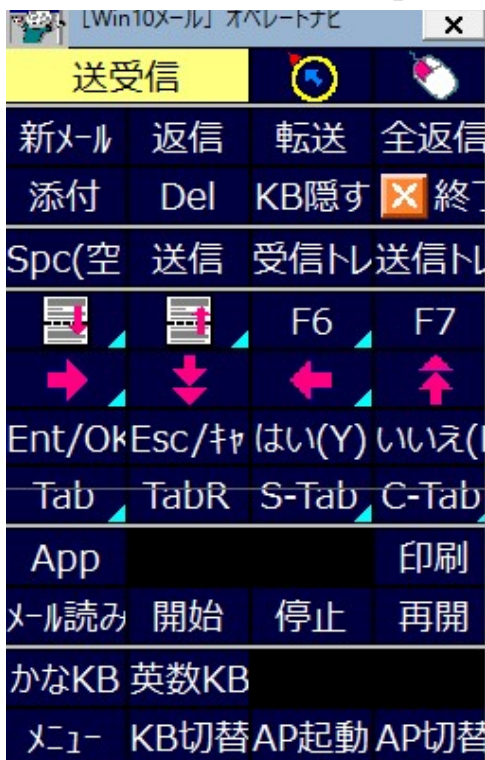 [Win10メール] オペレートナビ
送受信
新メール 返信 転送 全返信
添付 Del KB隠す 終了
Spc(空 送信 受信トレ 送信トレ
F6 F7
Ent/OK Esc/キャ はい(Y) いいえ(
Tab TabR S-Tab C-Tab
App 印刷
メール読み 開始 停止 再開
かなKB 英数KB
メニュー KB切替 AP起動 AP切替